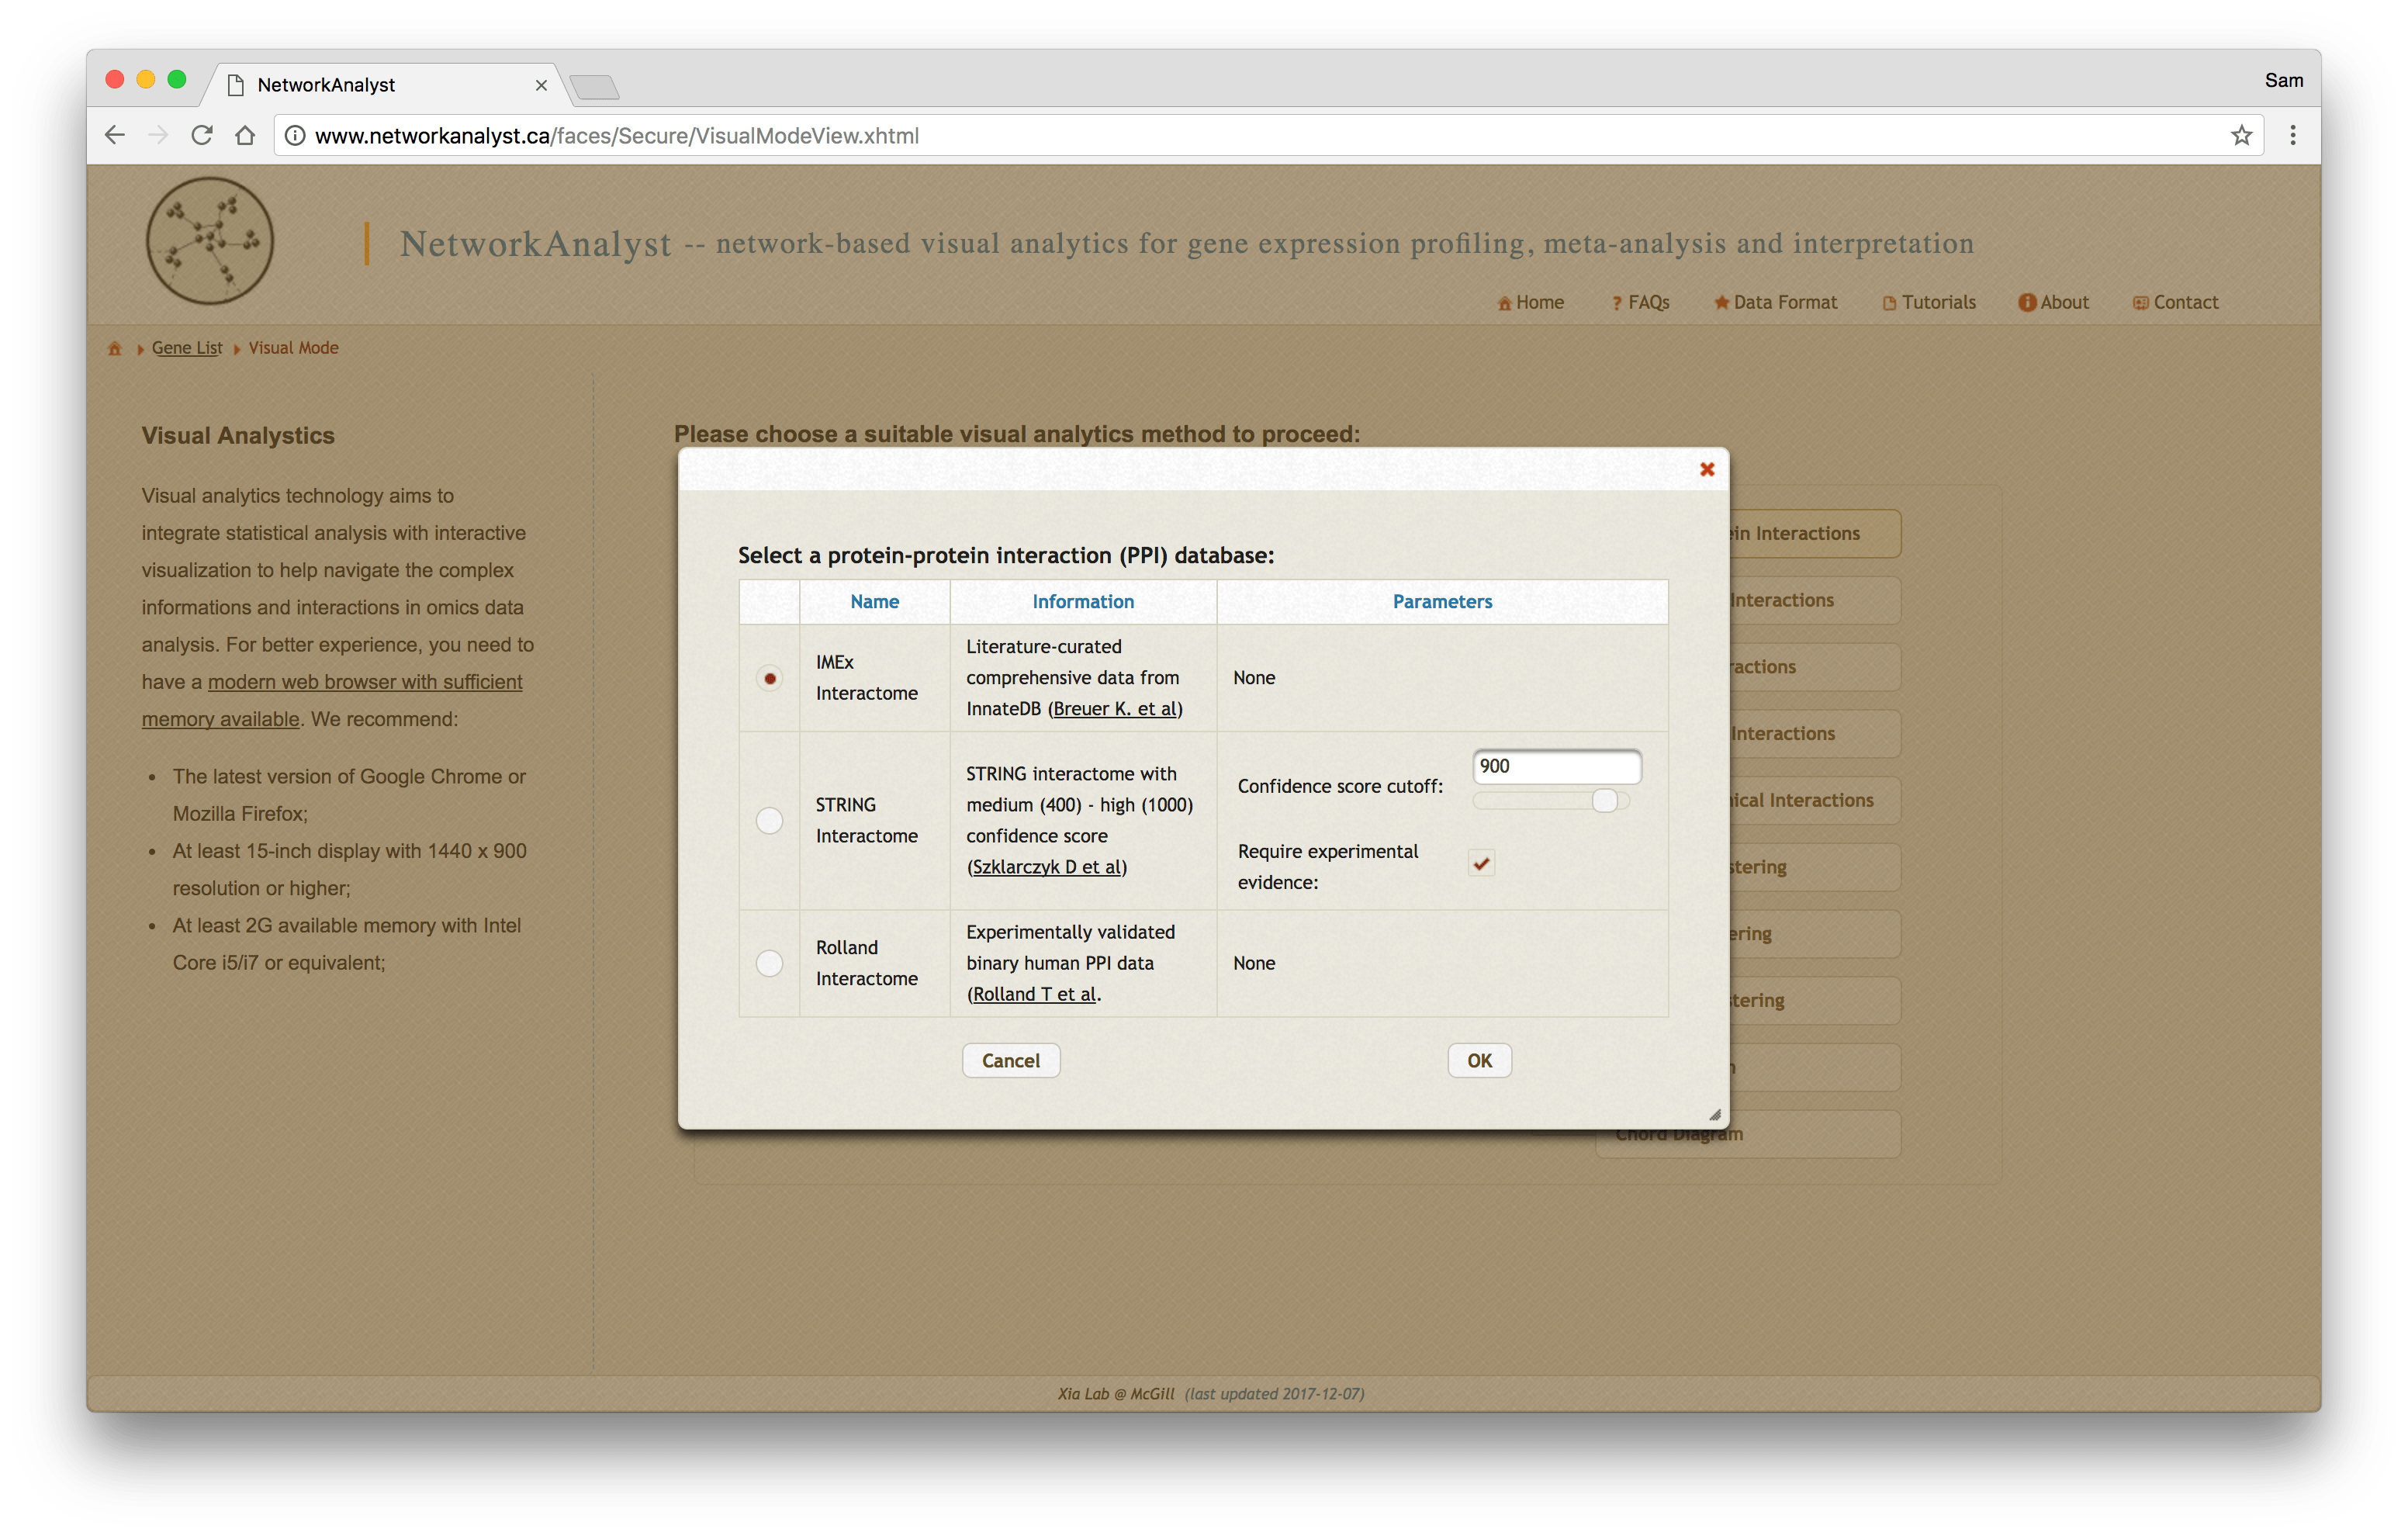 NetworkAnalyst
Sam
www.networkanalyst.ca/faces/Secure/VisualModeView.xhtml
NetworkAnalyst -- network-based visual analytics for gene expression profiling, meta-analysis and interpretation
Home FAQs Data Format Tutorials About Contact
Gene List Visual Mode
Visual Analystics
Visual analytics technology aims to
integrate statistical analysis with interactive
visualization to help navigate the complex
informations and interactions in omics data
analysis. For better experience, you need to
have a modern web browser with sufficient
memory available. We recommend:
• The latest version of Google Chrome or
Mozilla Firefox;
• At least 15-inch display with 1440 x 900
resolution or higher;
• At least 2G available memory with Intel
Core i5/i7 or equivalent;
Please choose a suitable visual analytics method to proceed:
Select a protein-protein interaction (PPI) database:
Name Information Parameters
IMEx
Interactome
Literature-curated
comprehensive data from
InnateDB (Breuer K. et al)
None
STRING
Interactome
STRING interactome with
medium (400) - high (1000)
confidence score
(Szklarczyk D et al)
Confidence score cutoff:
900
Require experimental
evidence:
Rolland
Interactome
Experimentally validated
binary human PPI data
(Rolland T et al.
None
Cancel
OK
Interactions
Interactions
Interactions
Interactions
Chord Diagram
Xia Lab @ McGill (last updated 2017-12-07)